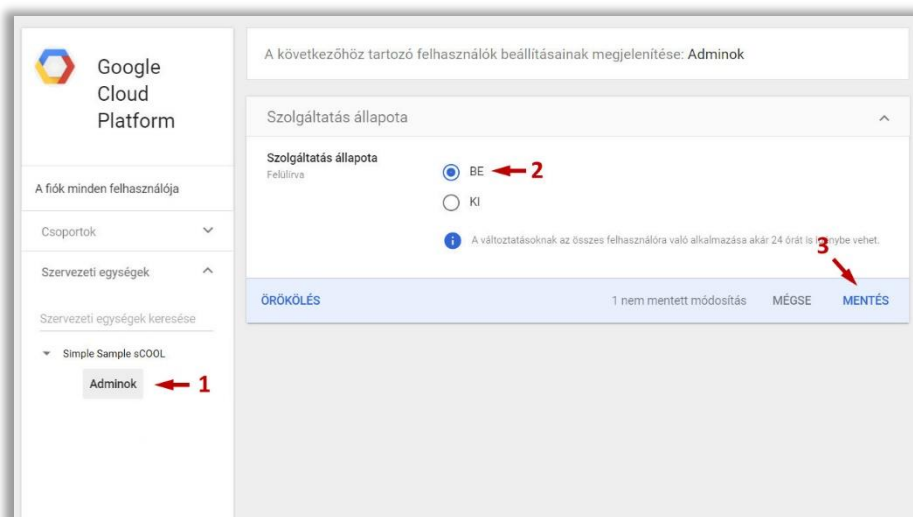 Google
Cloud
Platform
A fiók minden felhasználója
Csoportok
Szervezeti egységek
Szervezeti egységek keresése
Simple Sample sCOOL
Adminok
1
A következőhöz tartozó felhasználók beállításainak megjelenítése: Adminok
Szolgáltatás állapota
Szolgáltatás állapota
Felülírva
BE
2
KI
A változtatásoknak az összes felhasználóra való alkalmazása akár 24 órát is vehet.
3
ÖRÖKÖLÉS
1 nem mentett módosítás
MÉGSE
MENTÉS